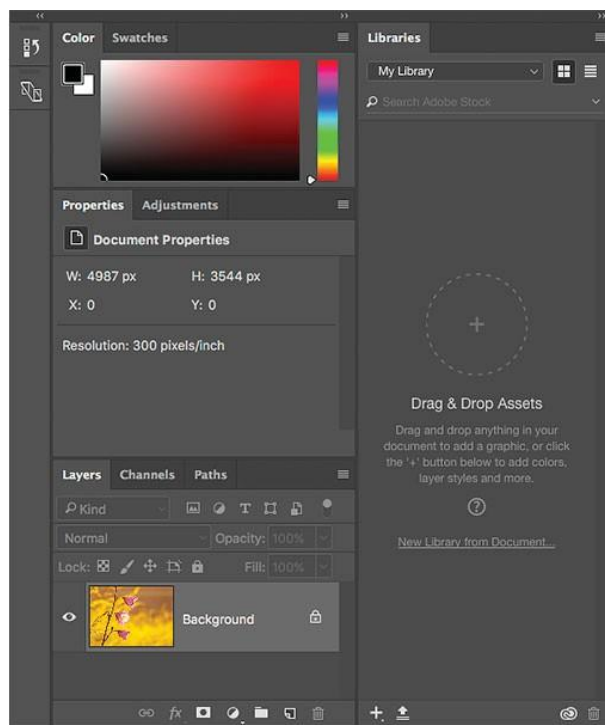 Color Swatches
Properties Adjustments
Document Properties
W: 4987 px H: 3544 px
X: 0 Y: 0
Resolution: 300 pixels/inch
Layers Channels Paths
Kind
Normal Opacity: 100%
Lock: Fill: 100%
Background
fx
Libraries
My Library
Search Adobe Stock
Drag & Drop Assets
Drag and drop anything in your
document to add a graphic, or click
the '+' button below to add colors,
layer styles and more.
New Library from Document...